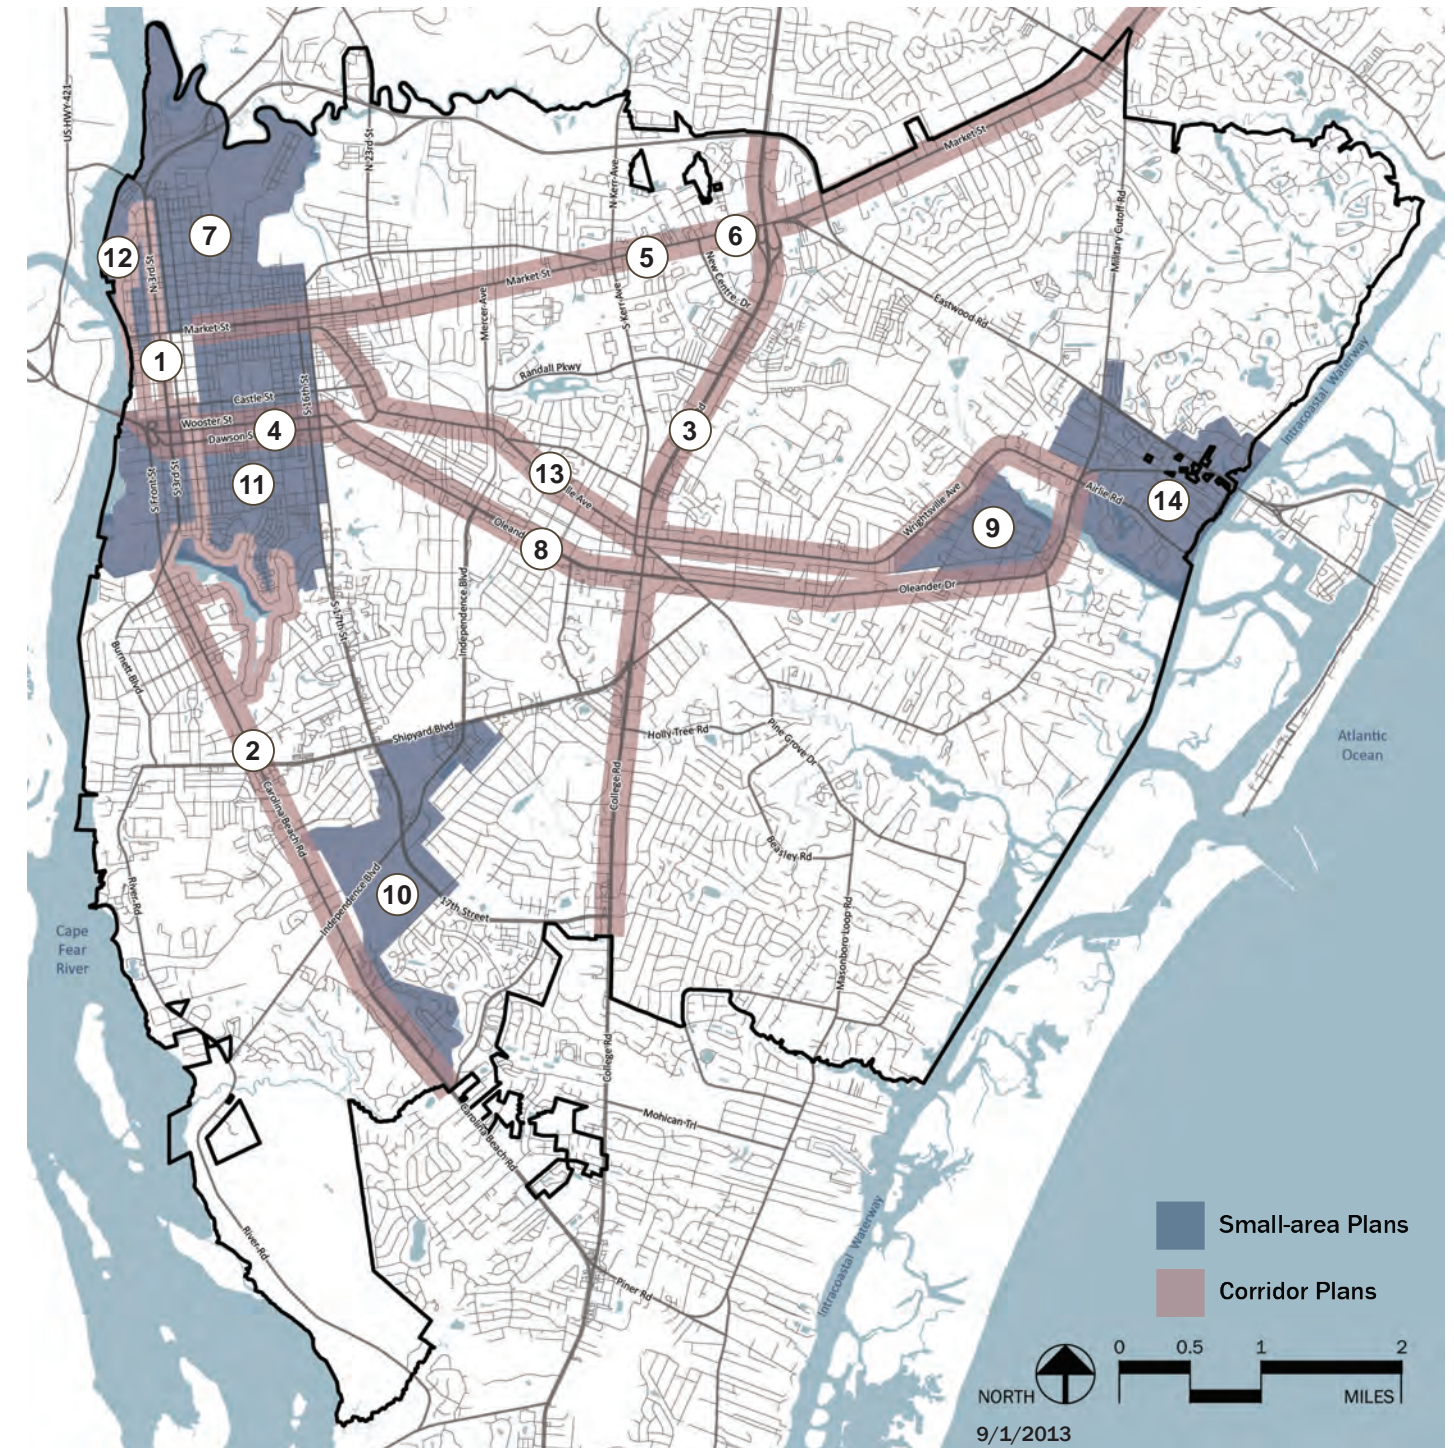 US HWY 421
N 23rd St
N Kerr Ave
Market St
Military Cutoff Rd
7
6
12
5
N 3rd St
Market St
New Centre Dr
Eastwood Rd
Mercer Ave
S Kerr Ave
Market St
Intracoastal Waterway
1
Randall Pkwy
Castle St
S 16th St
Wooster St
4
Dawson S
3
11
13
14
S Front St
S 3rd St
lle Ave
Wrightsville Ave
Airlie Rd
9
Oleand
8
Oleander Dr
Independence Blvd
S 17th St
Burnett Blvd
Shipyard Blvd
Holly Tree Rd
Pine Grove Dr
2
Atlantic
Ocean
College Rd
Carolina Beach Rd
Beasley Rd
River Rd
Independence Blvd
10
17th Street
Masonboro Loop Rd
Cape
Fear
River
College Rd
Carolina Beach Rd
Mohican Trl
River Rd
Piner Rd
Intracoastal Waterway
Small-area Plans
Corridor Plans
0 0.5 1 2
NORTH
MILES
9/1/2013